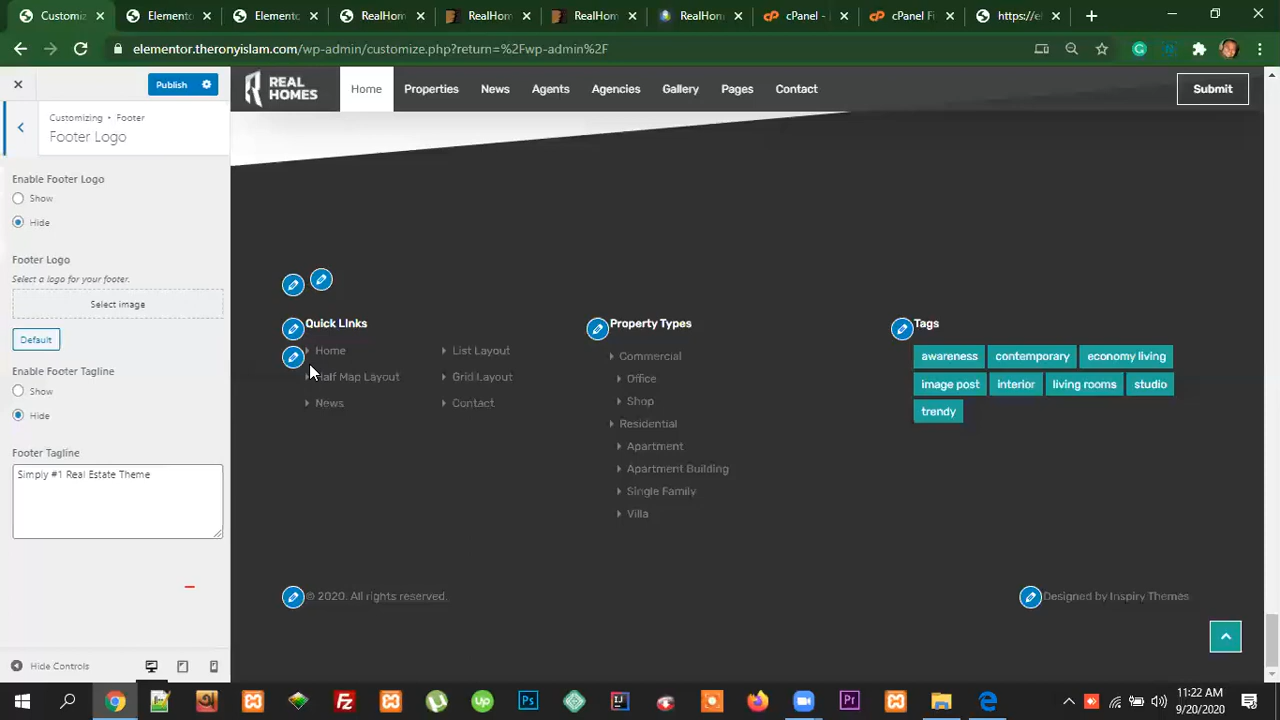 Customiz
Elemento
Elemento
RealHom
RealHom
RealHom
RealHom
cPanel -
cPanel F
https://el
elementor.theronyislam.com/wp-admin/customize.php?return=%2Fwp-admin%2F
Publish
REAL HOMES
Home
Properties
News
Agents
Agencies
Gallery
Pages
Contact
Submit
Customizing • Footer
Footer Logo
Enable Footer Logo
Show
Hide
Footer Logo
Select a logo for your footer.
Select image
Default
Enable Footer Tagline
Show
Hide
Footer Tagline
Simply #1 Real Estate Theme
Hide Controls
Quick Links
Home
List Layout
Half Map Layout
Grid Layout
News
Contact
Property Types
Commercial
Office
Shop
Residential
Apartment
Apartment Building
Single Family
Villa
Tags
awareness
contemporary
economy living
image post
interior
living rooms
studio
trendy
© 2020. All rights reserved.
Designed by Inspiry Themes
11:22 AM
9/20/2020